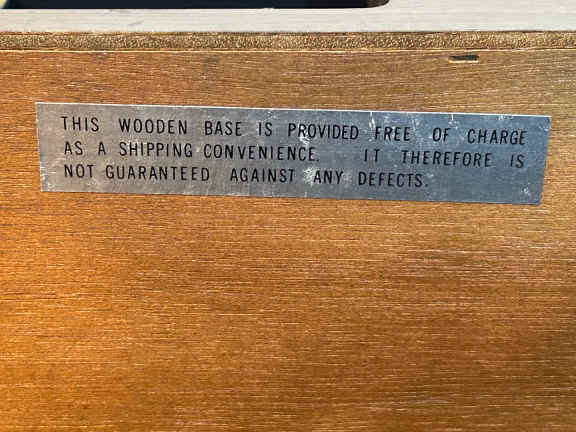 THIS WOODEN BASE IS PROVIDED FREE OF CHARGE
AS A SHIPPING CONVENIENCE. IT THEREFORE IS
NOT GUARANTEED AGAINST ANY DEFECTS.